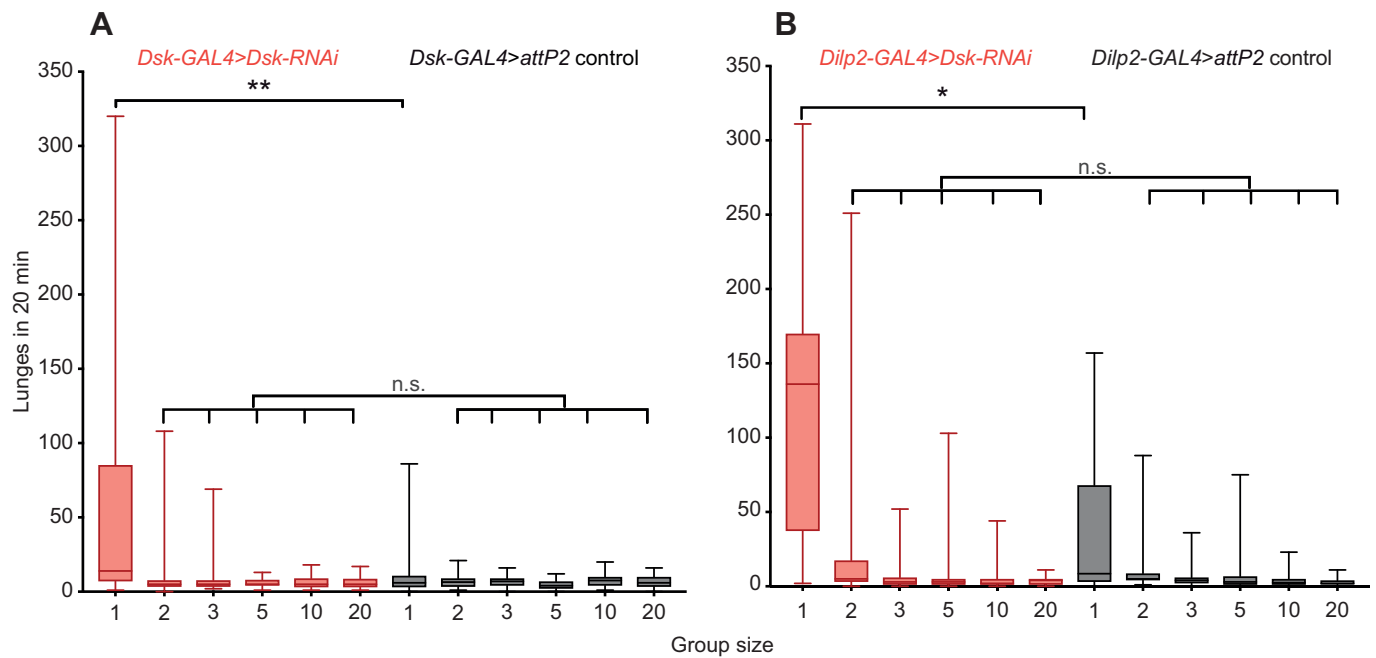 A
Dsk-GAL4>Dsk-RNAi Dsk-GAL4>attP2 control
**
n.s.
350
300
250
200
150
100
50
0
Lunges in 20 min
1 2 3 5 10 20 1 2 3 5 10 20
B
Dilp2-GAL4>Dsk-RNAi Dilp2-GAL4>attP2 control
*
n.s.
350
300
250
200
150
100
50
0
1 2 3 5 10 20 1 2 3 5 10 20
Group size